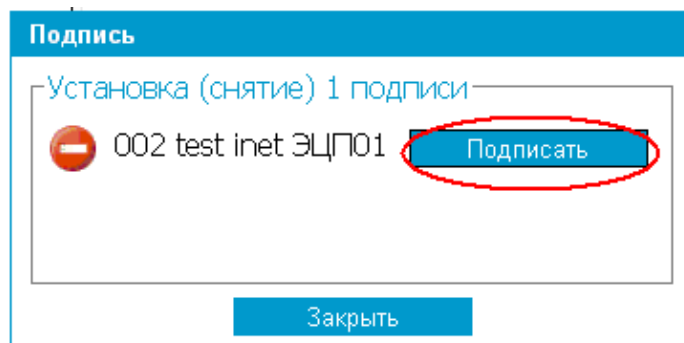 Подпись
Установка (снятие) 1 подписи
002 test inet ЭЦП01 Подписать
Закрыть